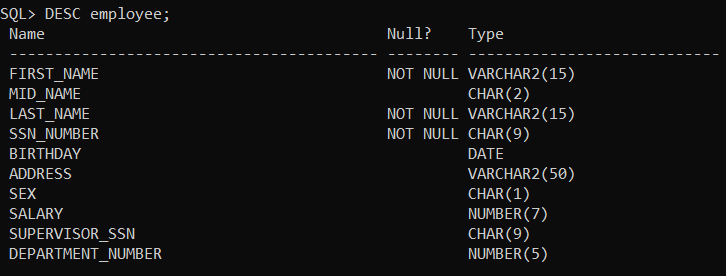 SQL> DESC employee;
 Name                                      Null?    Type
 ----------------------------------------- -------- ----------------------------
 FIRST_NAME                                NOT NULL VARCHAR2(15)
 MID_NAME                                           CHAR(2)
 LAST_NAME                                 NOT NULL VARCHAR2(15)
 SSN_NUMBER                                NOT NULL CHAR(9)
 BIRTHDAY                                           DATE
 ADDRESS                                            VARCHAR2(50)
 SEX                                                CHAR(1)
 SALARY                                             NUMBER(7)
 SUPERVISOR_SSN                                     CHAR(9)
 DEPARTMENT_NUMBER                                  NUMBER(5)